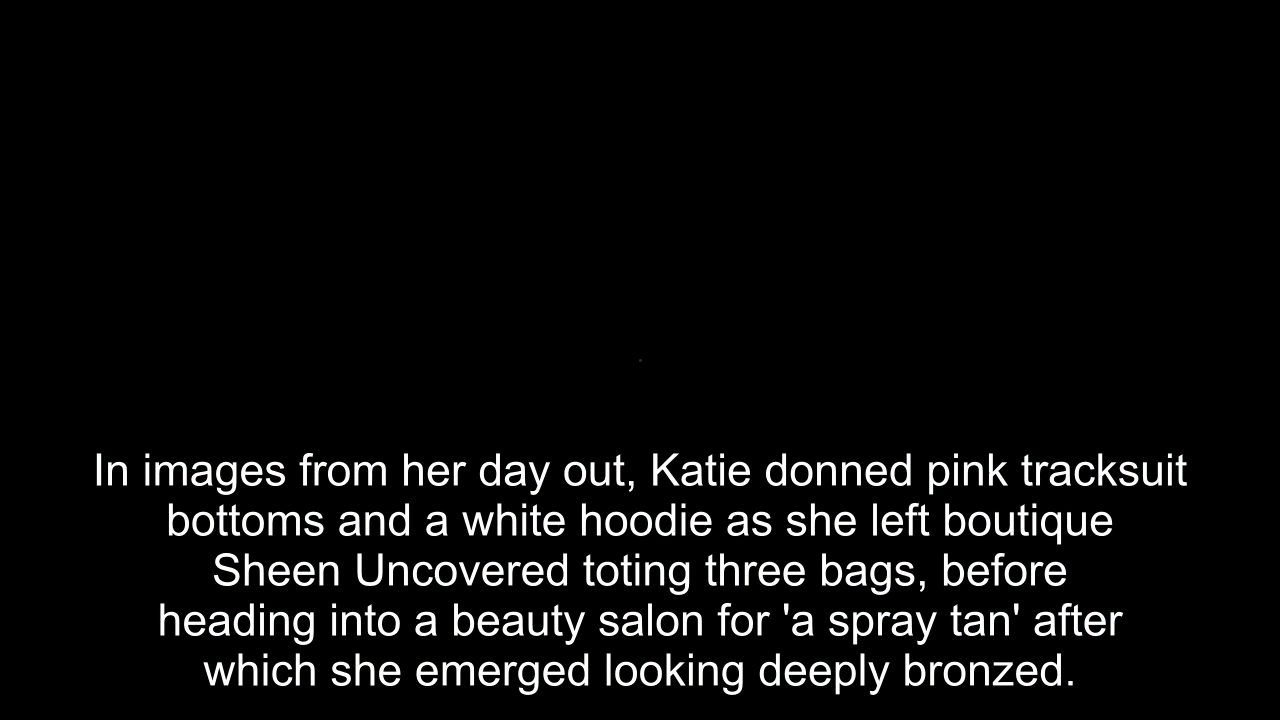 In images from her day out, Katie donned pink tracksuit
bottoms and a white hoodie as she left boutique
Sheen Uncovered toting three bags, before
heading into a beauty salon for 'a spray tan' after
which she emerged looking deeply bronzed.